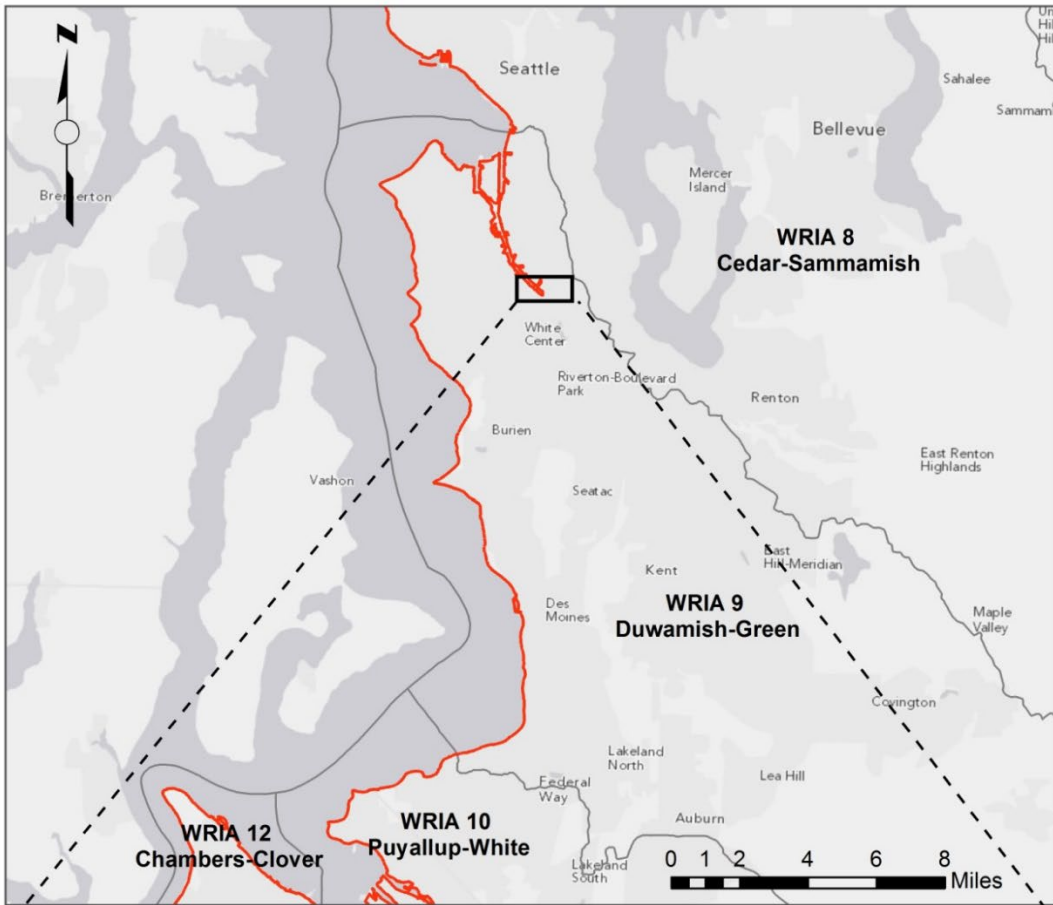 Un
Hil
Hil
z
Seattle
Sahalee
Sammam
Bellevue
Mercer
Island
Bremerton
WRIA 8
Cedar-Sammamish
White
Center
Riverton-Boulevard
Park
Renton
Burien
East Renton
Highlands
Vashon
Seatac
East
Hill-Meridian
Kent
WRIA 9
Duwamish-Green
Des
Moines
Maple
Valley
Covington
Lakeland
North
Lea Hill
Federal
Way
WRIA 12
Chambers-Clover
WRIA 10
Puyallup-White
Auburn
Lakeland
South
0 1 2 4 6 8
Miles